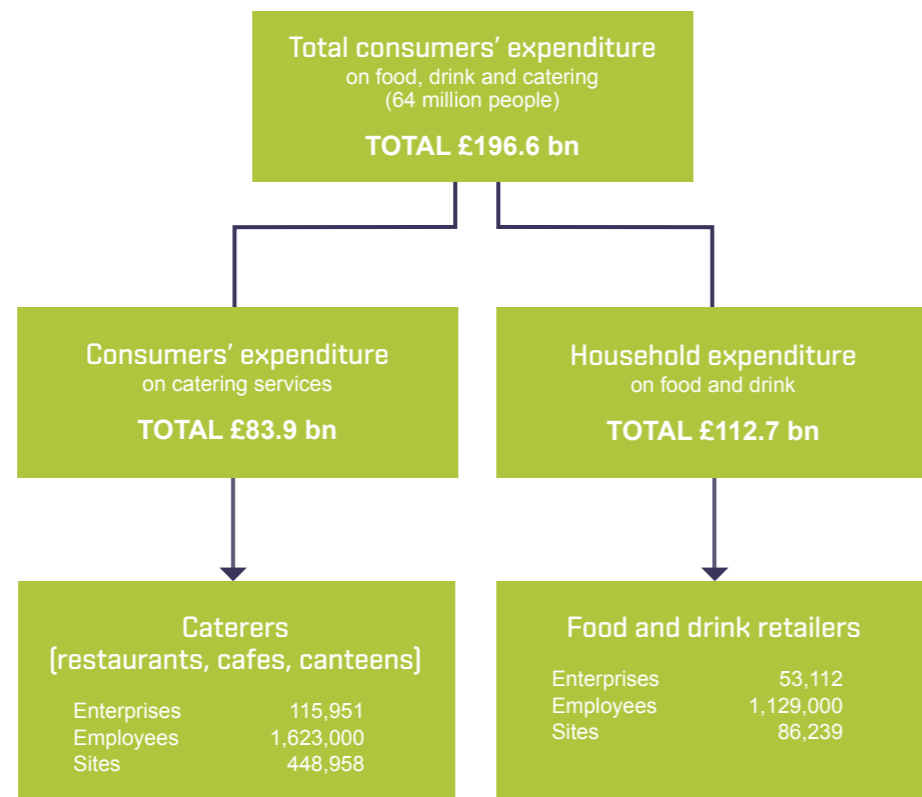 Total consumers’ expenditure
on food, drink and catering
(64 million people)
TOTAL £196.6 bn
Consumers’ expenditure
on catering services
TOTAL £83.9 bn
Household expenditure
on food and drink
TOTAL £112.7 bn
Caterers
(restaurants, cafes, canteens)
Enterprises 115,951
Employees 1,623,000
Sites 448,958
Food and drink retailers
Enterprises 53,112
Employees 1,129,000
Sites 86,239